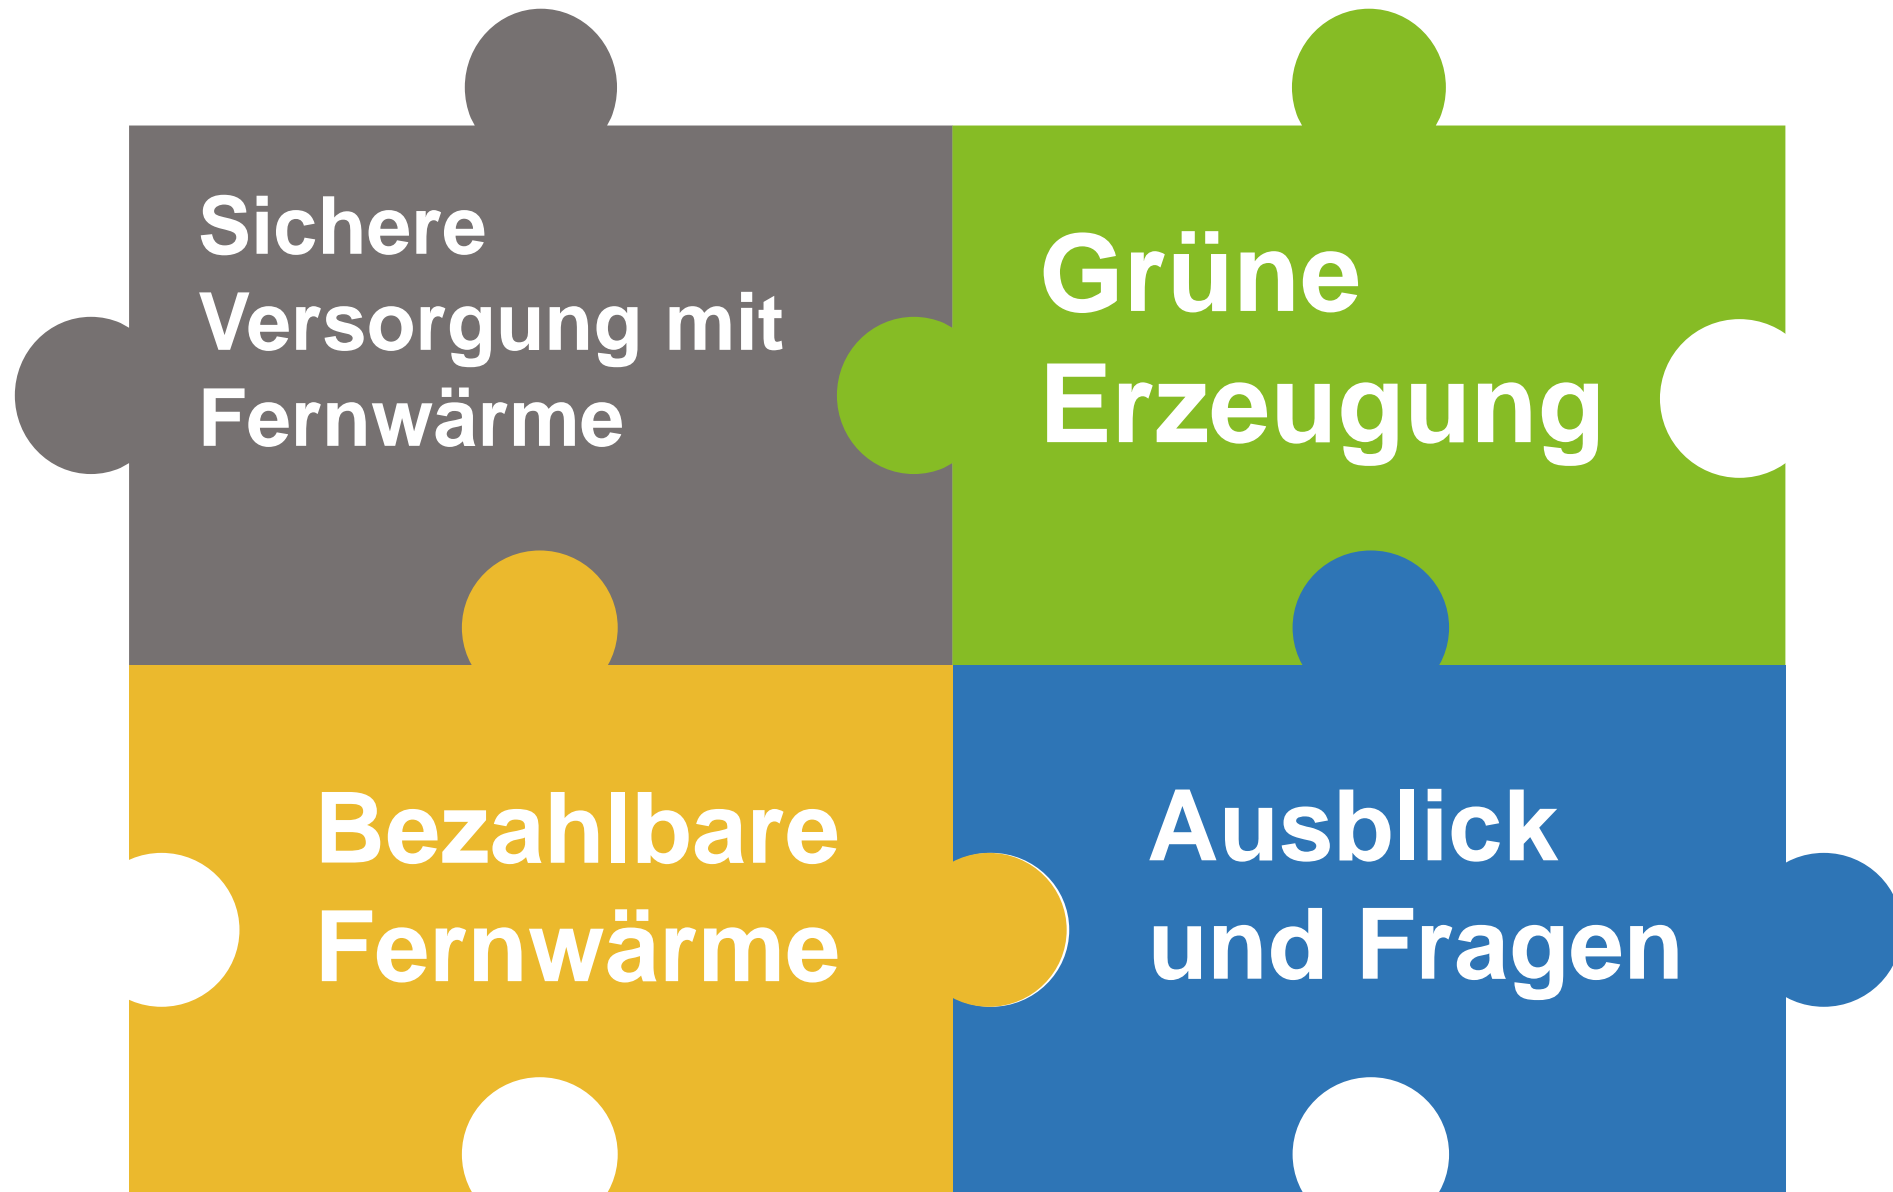 Sichere
Versorgung mit
Fernwärme
Grüne
Erzeugung
Bezahlbare
Fernwärme
Ausblick
und Fragen